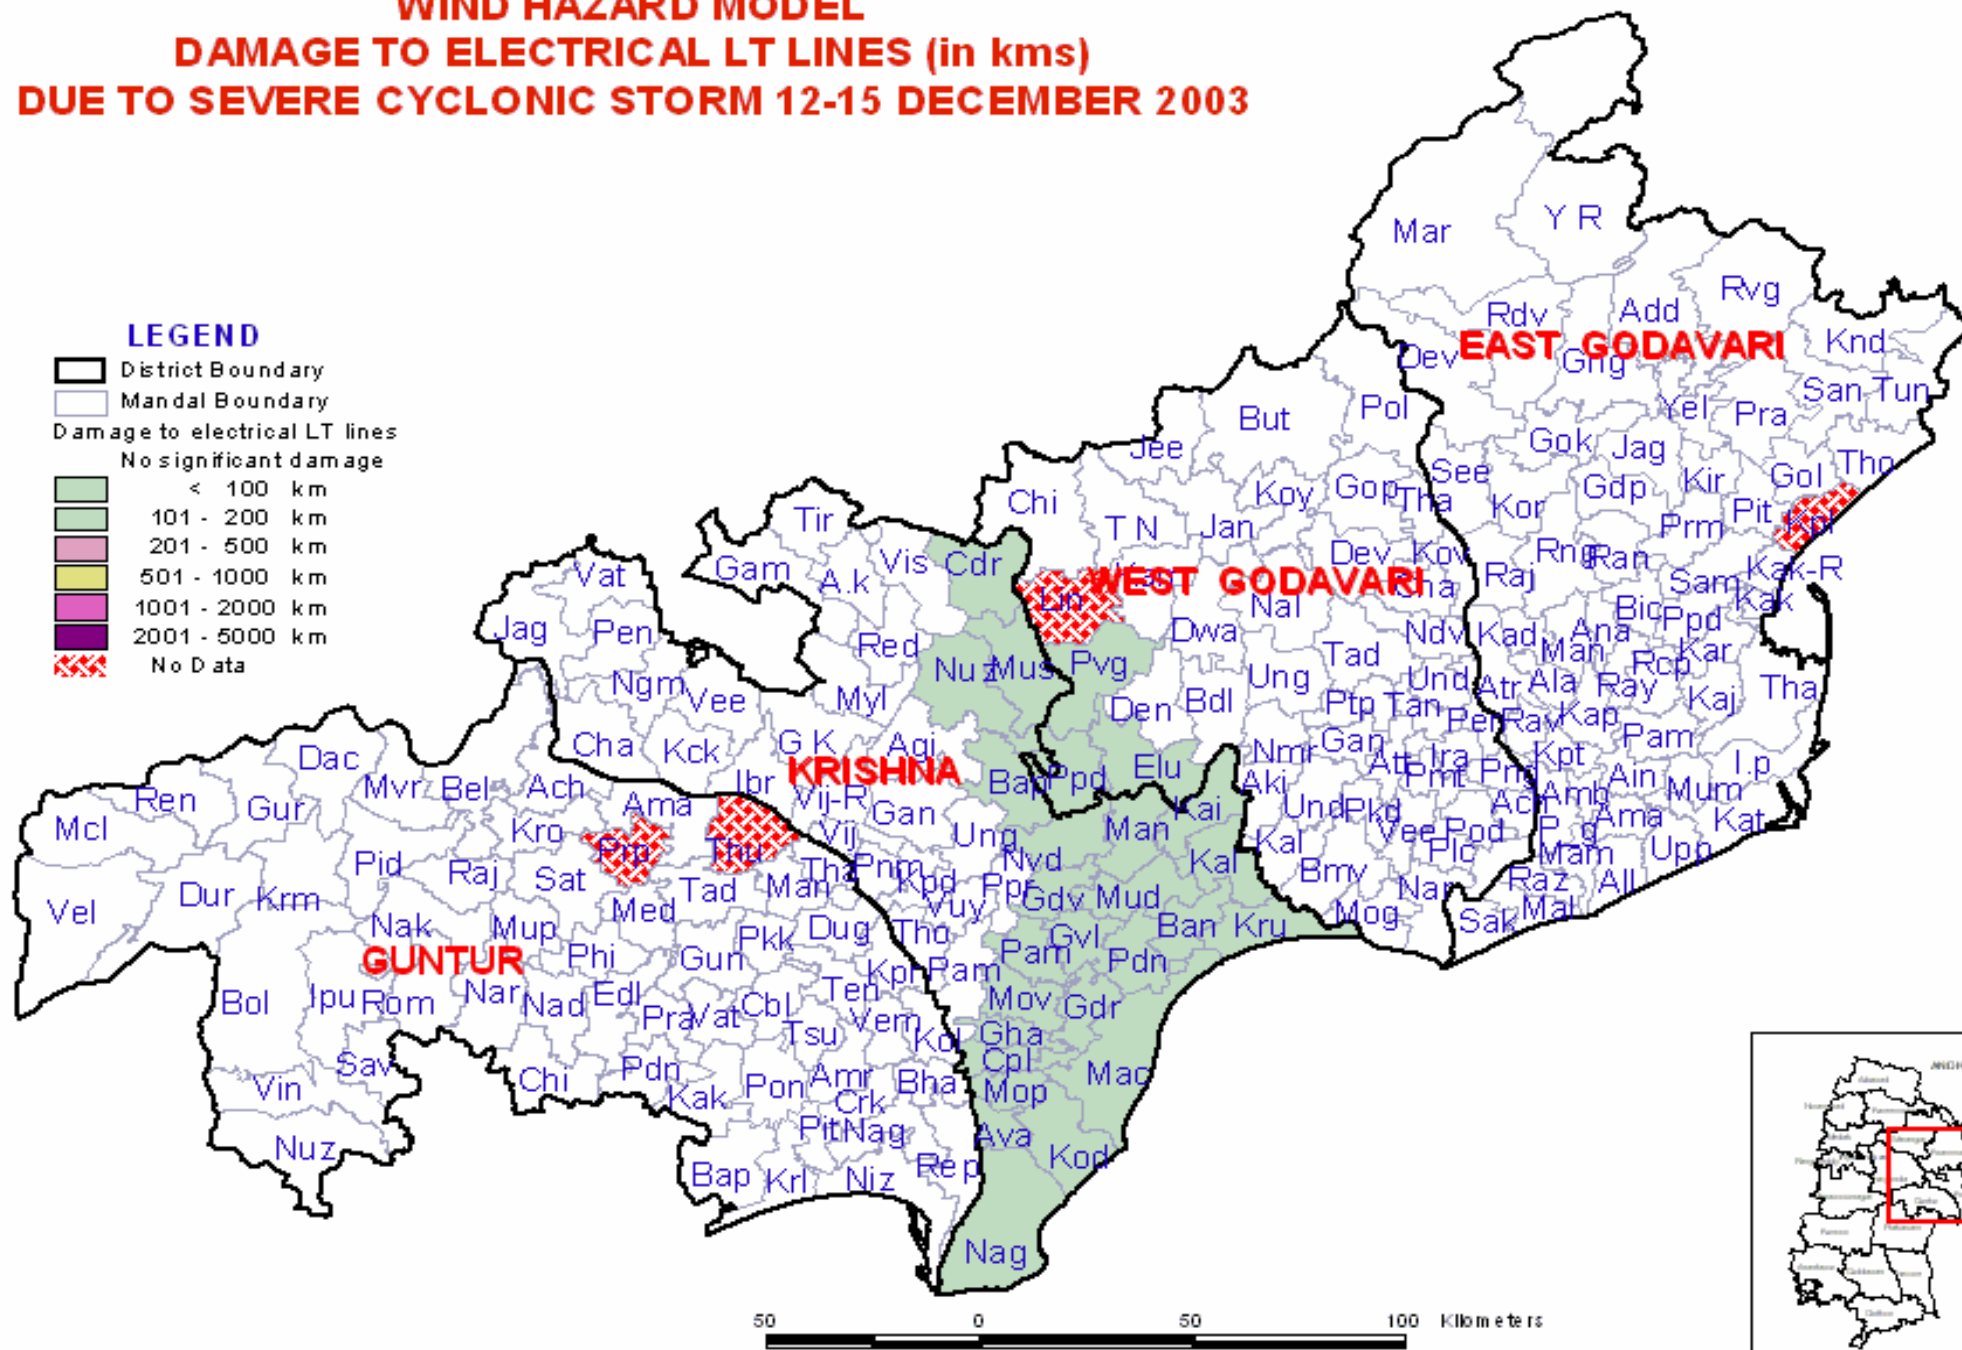 WIND HAZARD MODEL
DAMAGE TO ELECTRICAL LT LINES (in kms)
DUE TO SEVERE CYCLONIC STORM 12-15 DECEMBER 2003
LEGEND
District Boundary
Mandal Boundary
Damage to electrical LT lines
No significant damage
< 100 km
101 - 200 km
201 - 500 km
501 - 1000 km
1001 - 2000 km
2001 - 5000 km
No Data
EAST GODAVARI
Mar
Y R
Rdv
Add
Rvg
Knd
Dev
Gng
San Tun
Yel
Pra
Gok
Jag
Tho
See
Gdp
Kir
Gol
Kor
Prm
Pit
Kpl
Rng
Ran
Kak-R
Raj
Sam
Kak
Bic
Ppd
Kad
Ana
Man
Rcp
Kar
Atr
Ala
Ray
Kaj
Tha
Rav
Kap
Pam
Kpt
I.p
Ain
Mum
Amb
Ama
Kat
P_g
Mam
Upp
Raz
All
Sak
Mal
WEST GODAVARI
But
Pol
Jee
Chi
Koy
Gop
Tha
T N
Jan
Dev
Kov
Cha
Lin
Nal
Dwa
Ndv
Pvg
Ung
Tad
Und
Den
Bdl
Ptp
Tan
Per
Nmr
Gan
Att
Ira
Pmt
Elu
Ppd
Aki
Und
Pkd
Ach
Kal
Vee
Pod
Plc
Bmv
Nar
Mog
KRISHNA
Tir
Vis
Cdr
Gam
A.k
Vat
Jag
Pen
Red
Nuz
Mus
Ngm
Vee
Myl
Cha
Kck
G K
Agi
Ibr
Bap
Vij-R
Gan
Kai
Vij
Ung
Man
Nvd
Kal
Pnm
Kpd
Ppr
Vuy
Gdv
Mud
Tho
Gvl
Ban
Kru
Pam
Pam
Pdn
Mov
Gdr
Gha
Cpl
Mac
Mop
Ava
Kod
Nag
GUNTUR
Dac
Ren
Gur
Mvr
Bel
Ach
Mcl
Ama
Kro
Prp
Thu
Pid
Raj
Sat
Tad
Man
Tha
Vel
Dur
Krm
Med
Nak
Mup
Pkk
Dug
Phi
Gun
Kpr
Bol
Ipu
Rom
Nar
Nad
Edl
Pra
Vat
Cbl
Ten
Tsu
Vem
Kol
Sav
Vin
Chi
Pdn
Kak
Pon
Amr
Bha
Crk
Pit
Nag
Nuz
Bap
Krl
Niz
Rep
50 0 50 100 Kilometers